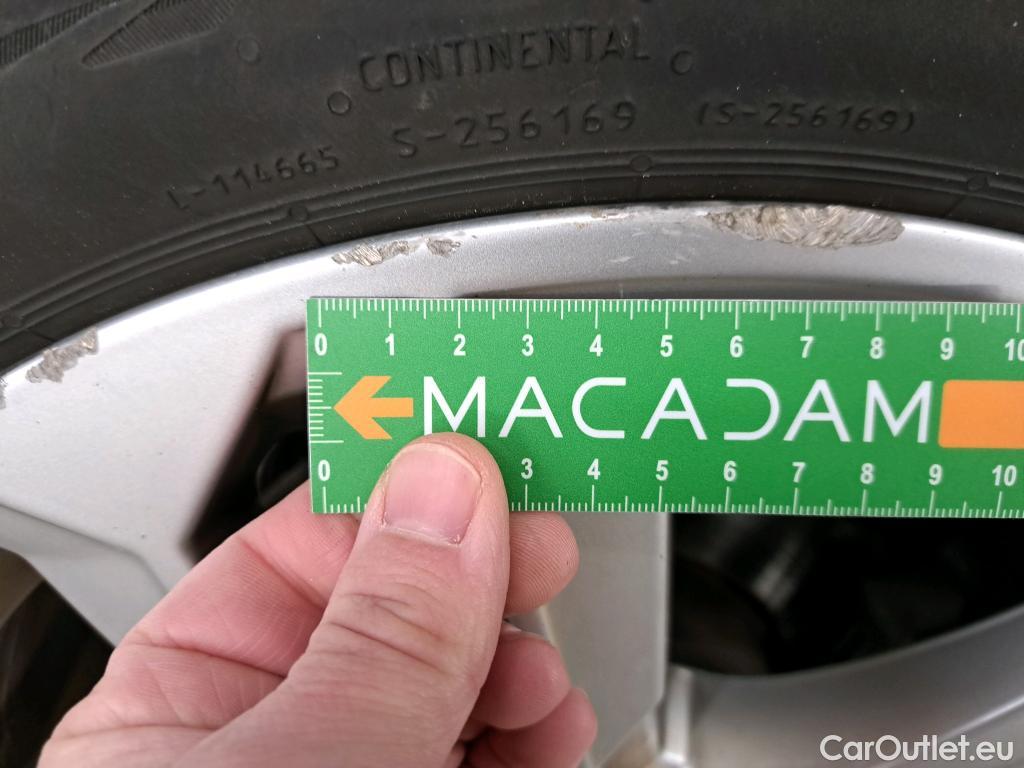 CONTINENTAL
S-256169
(S-256169)
L-114665
0 1 2 3 4 5 6 7 8 9 10
MACADAM
0 3 4 5 6 7 8 9 10
CarOutlet.eu